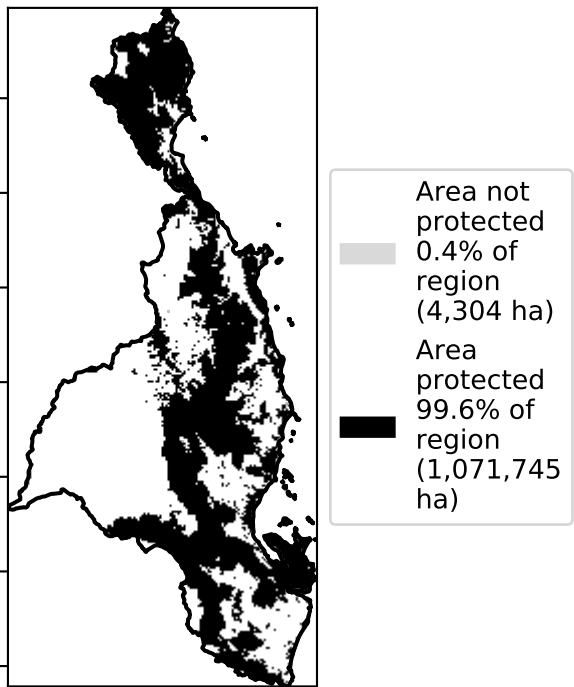 Area not
protected
0.4% of
region
(4,304 ha)
Area
protected
99.6% of
region
(1,071,745
ha)